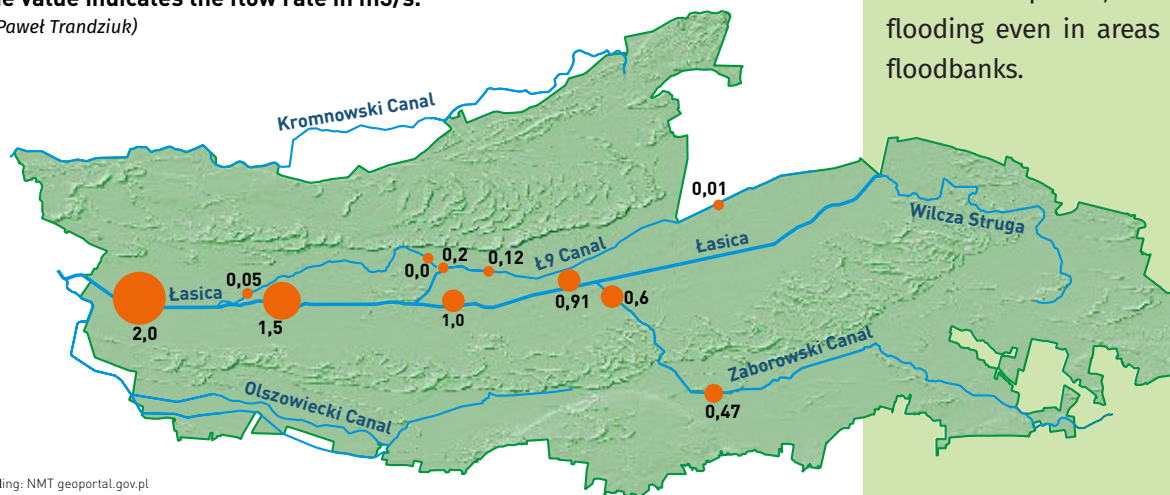 value indicates the flow rate in m3/s.
Paweł Trandziuk)
flooding even in areas
floodbanks.
Kromnowski Canal
0,01
Wilcza Struga
Łasica
Ł9 Canal
0,2
0,12
0,0
0,05
Łasica
0,91
0,6
2,0
1,5
1,0
Zaborowski Canal
Olszowiecki Canal
0,47
NMT geoportal.gov.pl